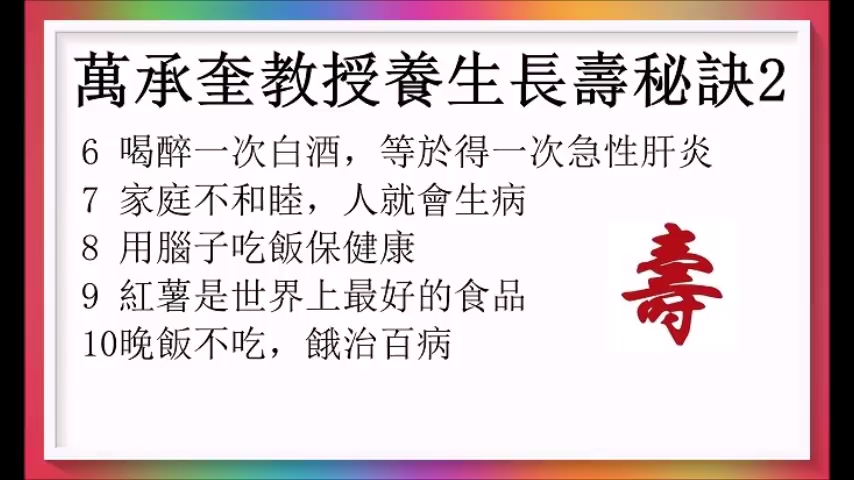 萬承奎教授養生長壽秘訣2
6 喝醉一次白酒，等於得一次急性肝炎
7 家庭不和睦，人就會生病
8 用腦子吃飯保健康
9 紅薯是世界上最好的食品
10晚飯不吃，餓治百病
壽